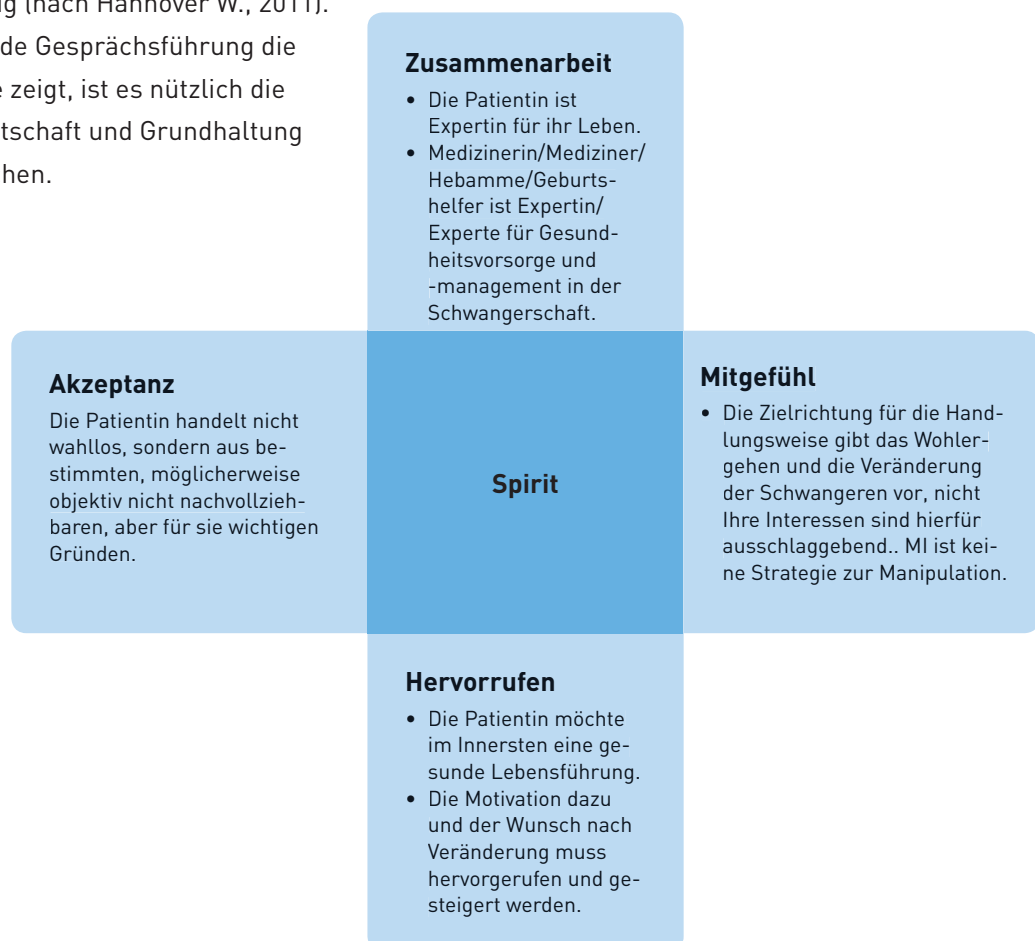 g (nach Hannover W., 2011).
de Gesprächsführung die
zeigt, ist es nützlich die
tschaft und Grundhaltung
hen.
Zusammenarbeit
• Die Patientin ist
Expertin für ihr Leben.
• Medizinerin/Mediziner/
Hebamme/Geburts-
helfer ist Expertin/
Experte für Gesund-
heitsvorsorge und
-management in der
Schwangerschaft.
Akzeptanz
Die Patientin handelt nicht
wahllos, sondern aus be-
stimmten, möglicherweise
objektiv nicht nachvollzieh-
baren, aber für sie wichtigen
Gründen.
Spirit
Mitgefühl
• Die Zielrichtung für die Hand-
lungsweise gibt das Wohler-
gehen und die Veränderung
der Schwangeren vor, nicht
Ihre Interessen sind hierfür
ausschlaggebend.. MI ist kei-
ne Strategie zur Manipulation.
Hervorrufen
• Die Patientin möchte
im Innersten eine ge-
sunde Lebensführung.
• Die Motivation dazu
und der Wunsch nach
Veränderung muss
hervorgerufen und ge-
steigert werden.